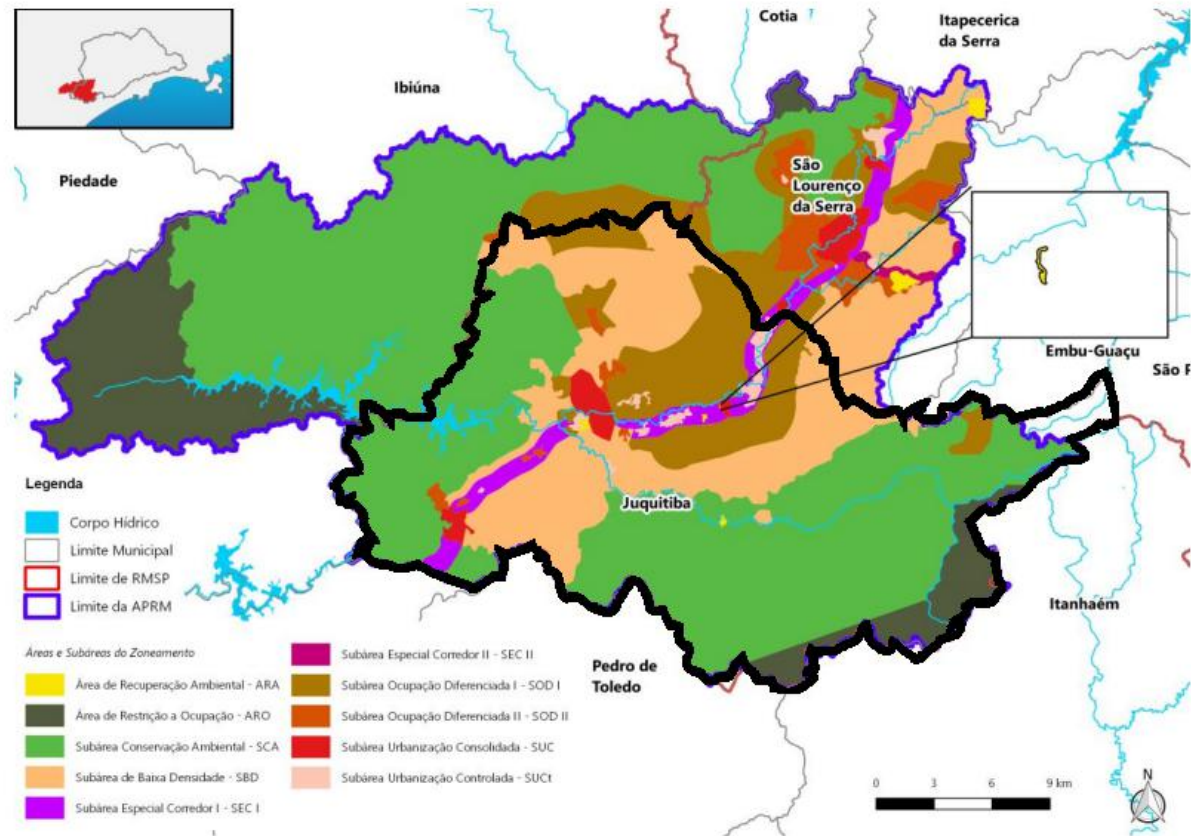 Cotia
Itapecerica
da Serra
Ibiúna
Piedade
São
Lourenço
da Serra
Embu-Guaçu
São P
Juquitiba
Itanhaém
Pedro de
Toledo
Legenda
Corpo Hídrico
Limite Municipal
Limite de RMSP
Limite da APRM
Áreas e Subáreas do Zoneamento
Área de Recuperação Ambiental - ARA
Área de Restrição a Ocupação - ARO
Subárea Conservação Ambiental - SCA
Subárea de Baixa Densidade - SBD
Subárea Especial Corredor I - SEC I
Subárea Especial Corredor II - SEC II
Subárea Ocupação Diferenciada I - SOD I
Subárea Ocupação Diferenciada II - SOD II
Subárea Urbanização Consolidada - SUC
Subárea Urbanização Controlada - SUCt
0 3 6 9 km
N